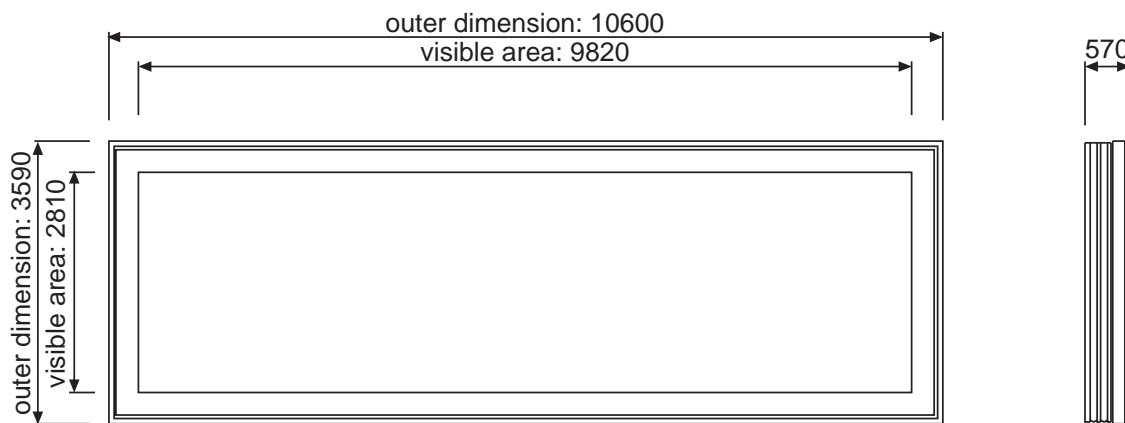 outer dimension: 10600
visible area: 9820
570
outer dimension: 3590
visible area: 2810